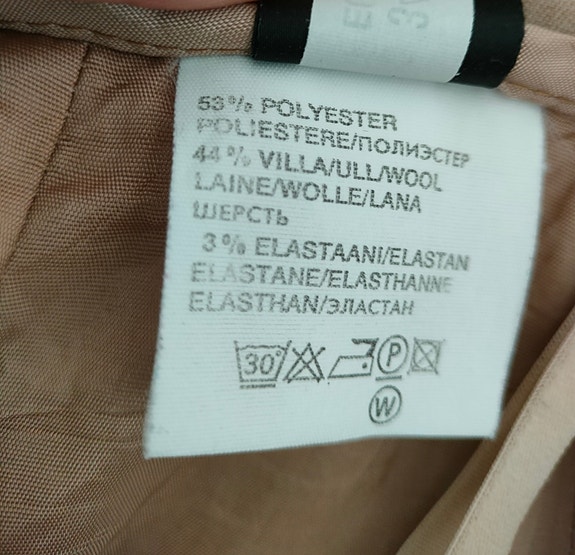 53% POLYESTER
POLIESTERE/ПОЛИЭСТЕР
44% VILLA/ULL/WOOL
LAINE/WOLLE/LANA
ШЕРСТЬ
3% ELASTAANI/ELASTAN
ELASTANE/ELASTHANNE
ELASTHAN/ЭЛАСТАН
30°
P
W